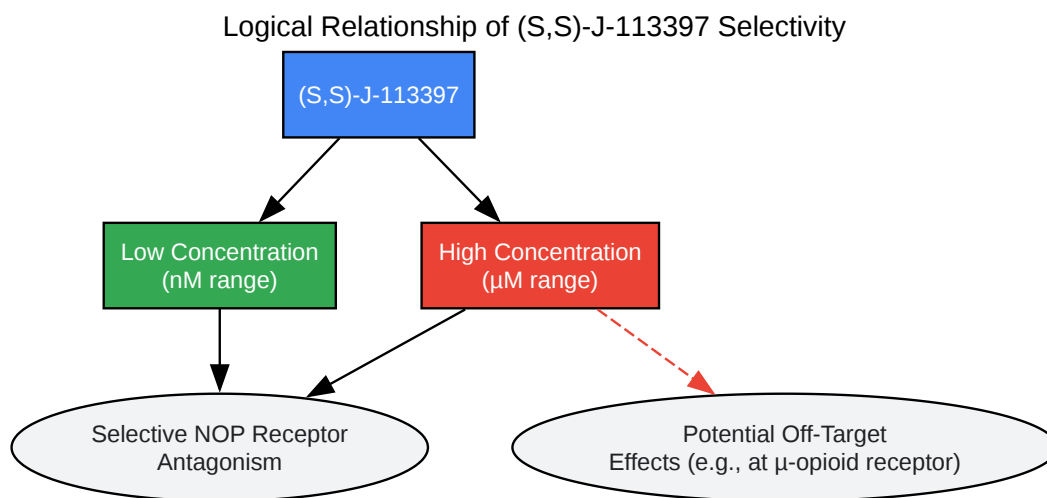 Logical Relationship of (S,S)-J-113397 Selectivity
(S,S)-J-113397
Low Concentration
(nM range)
High Concentration
(µM range)
Selective NOP Receptor
Antagonism
Potential Off-Target
Effects (e.g., at µ-opioid receptor)